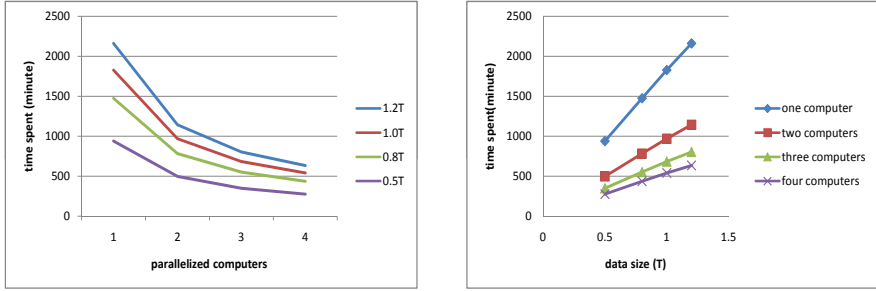 2500
2000
1500
1000
500
0
time spent (minute)
1 2 3 4
parallelized computers
1.2T
1.0T
0.8T
0.5T
2500
2000
1500
1000
500
0
time spent(minute)
0 0.5 1 1.5
data size (T)
one computer
two computers
three computers
four computers